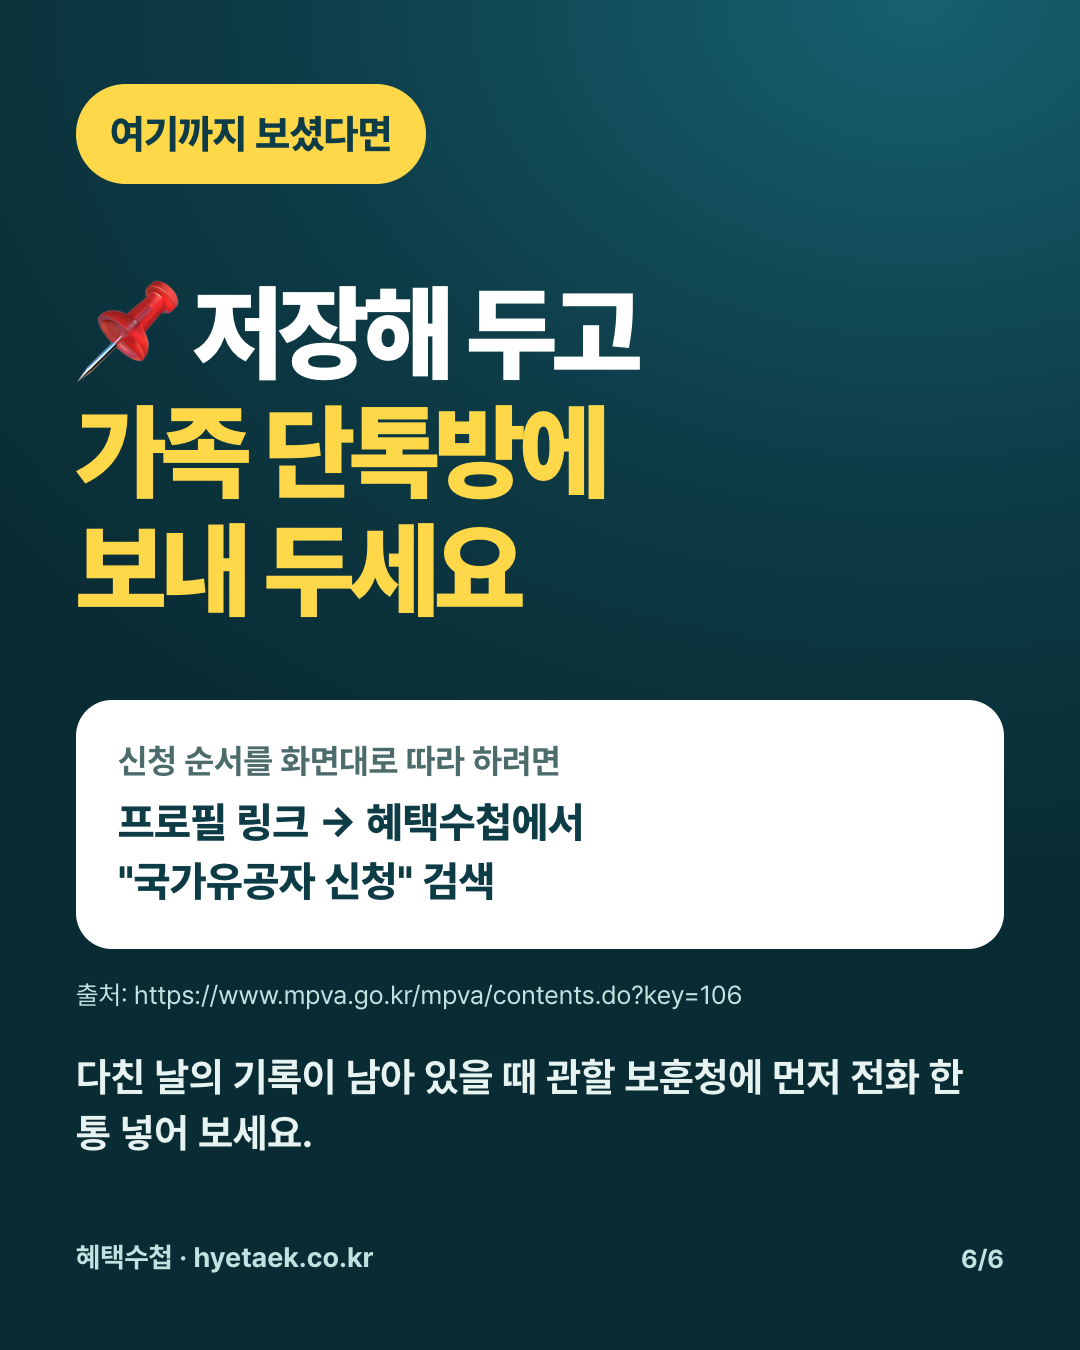 여기까지 보셨다면
📌 저장해 두고
가족 단톡방에
보내 두세요
신청 순서를 화면대로 따라 하려면
프로필 링크 → 혜택수첩에서
"국가유공자 신청" 검색
출처: https://www.mpva.go.kr/mpva/contents.do?key=106
다친 날의 기록이 남아 있을 때 관할 보훈청에 먼저 전화 한
통 넣어 보세요.
혜택수첩 · hyetaek.co.kr
6/6